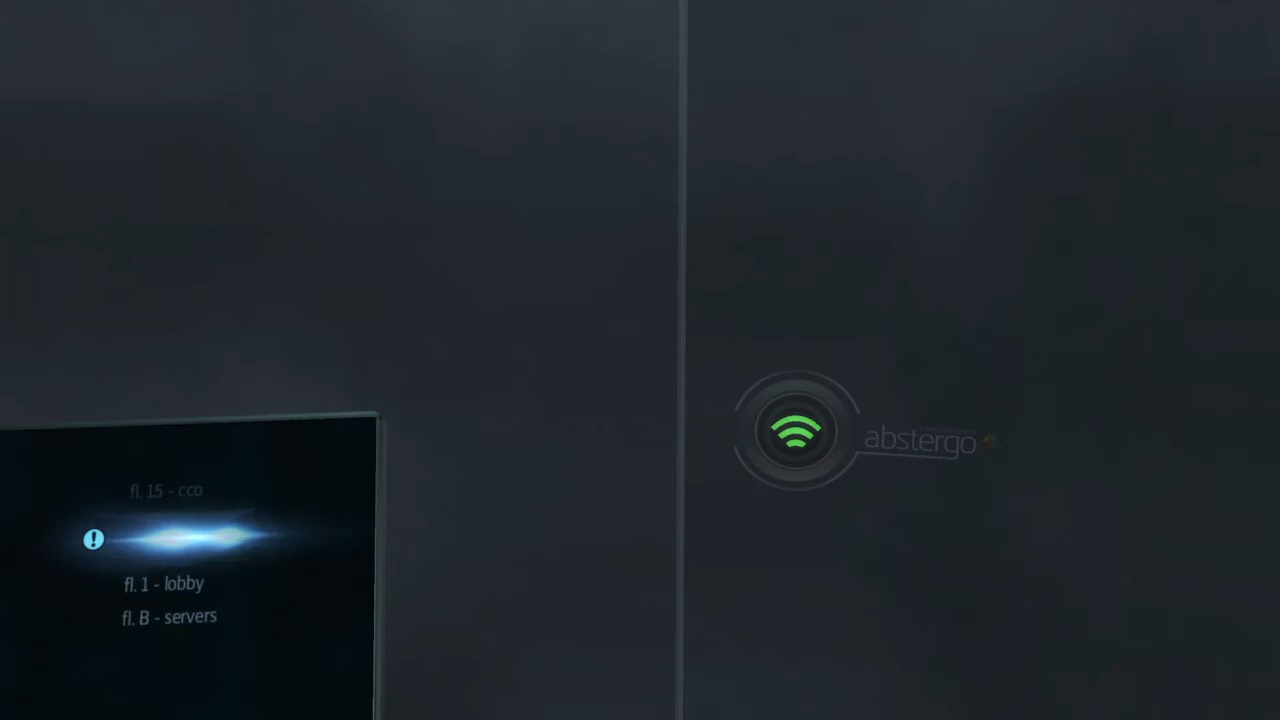 fl. 15 - cco
!
fl. 1 - lobby
fl. B - servers
abstergo